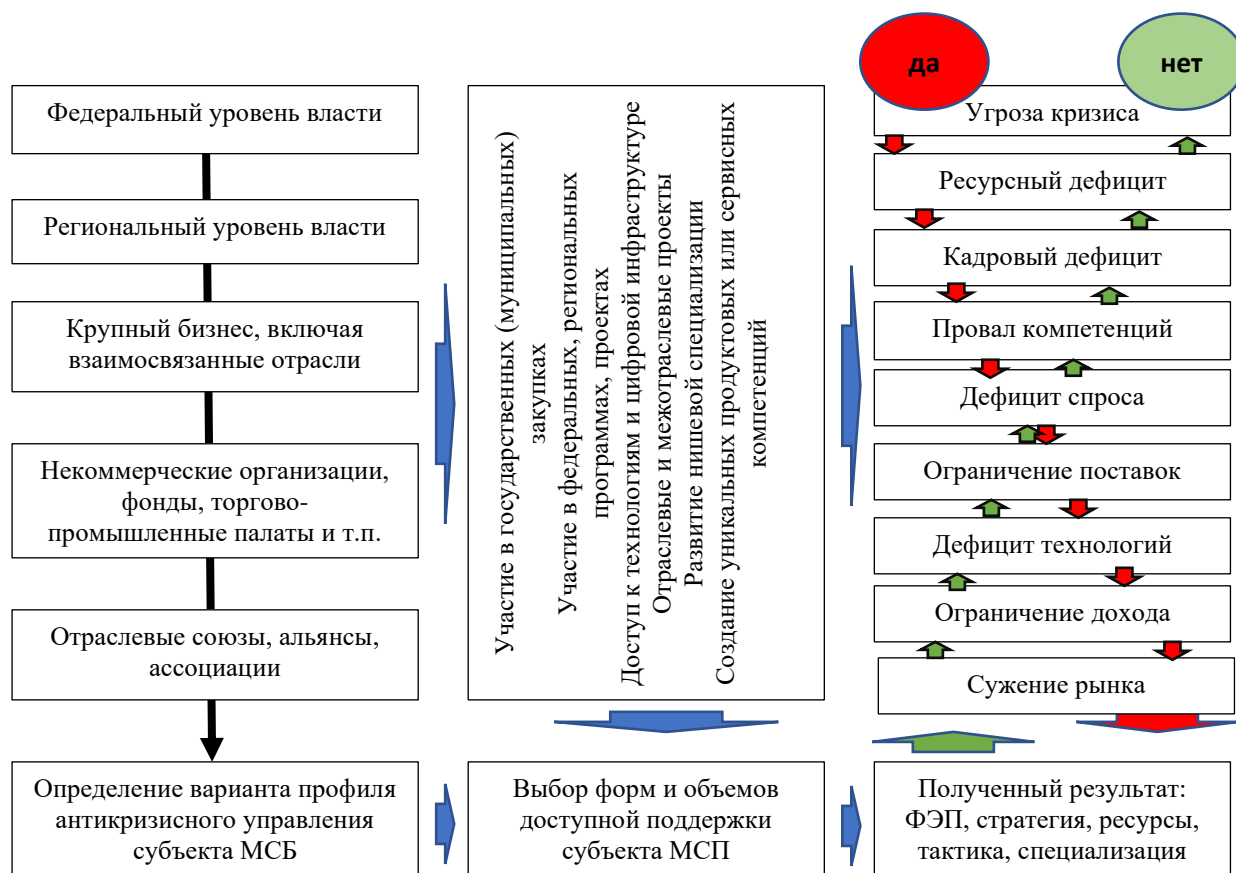 да
нет
Федеральный уровень власти
Региональный уровень власти
Крупный бизнес, включая
взаимосвязанные отрасли
Некоммерческие организации,
фонды, торгово-
промышленные палаты и т.п.
Отраслевые союзы, альянсы,
ассоциации
Определение варианта профиля
антикризисного управления
субъекта МСБ
Участие в государственных (муниципальных)
закупках
Участие в федеральных, региональных
программах, проектах
Доступ к технологиям и цифровой инфраструктуре
Отраслевые и межотраслевые проекты
Развитие нишевой специализации
Создание уникальных продуктовых или сервисных
компетенций
Выбор форм и объемов
доступной поддержки
субъекта МСП
Угроза кризиса
Ресурсный дефицит
Кадровый дефицит
Провал компетенций
Дефицит спроса
Ограничение поставок
Дефицит технологий
Ограничение дохода
Сужение рынка
Полученный результат:
ФЭП, стратегия, ресурсы,
тактика, специализация